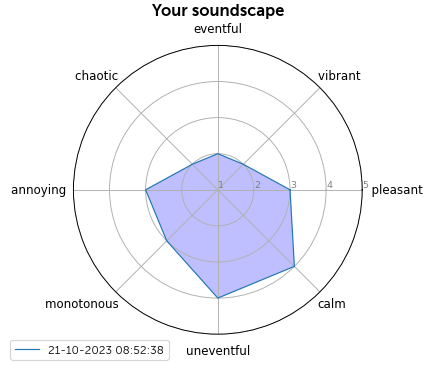 Your soundscape
eventful
chaotic
vibrant
annoying
1
2
3
4
5
pleasant
monotonous
calm
uneventful
21-10-2023 08:52:38